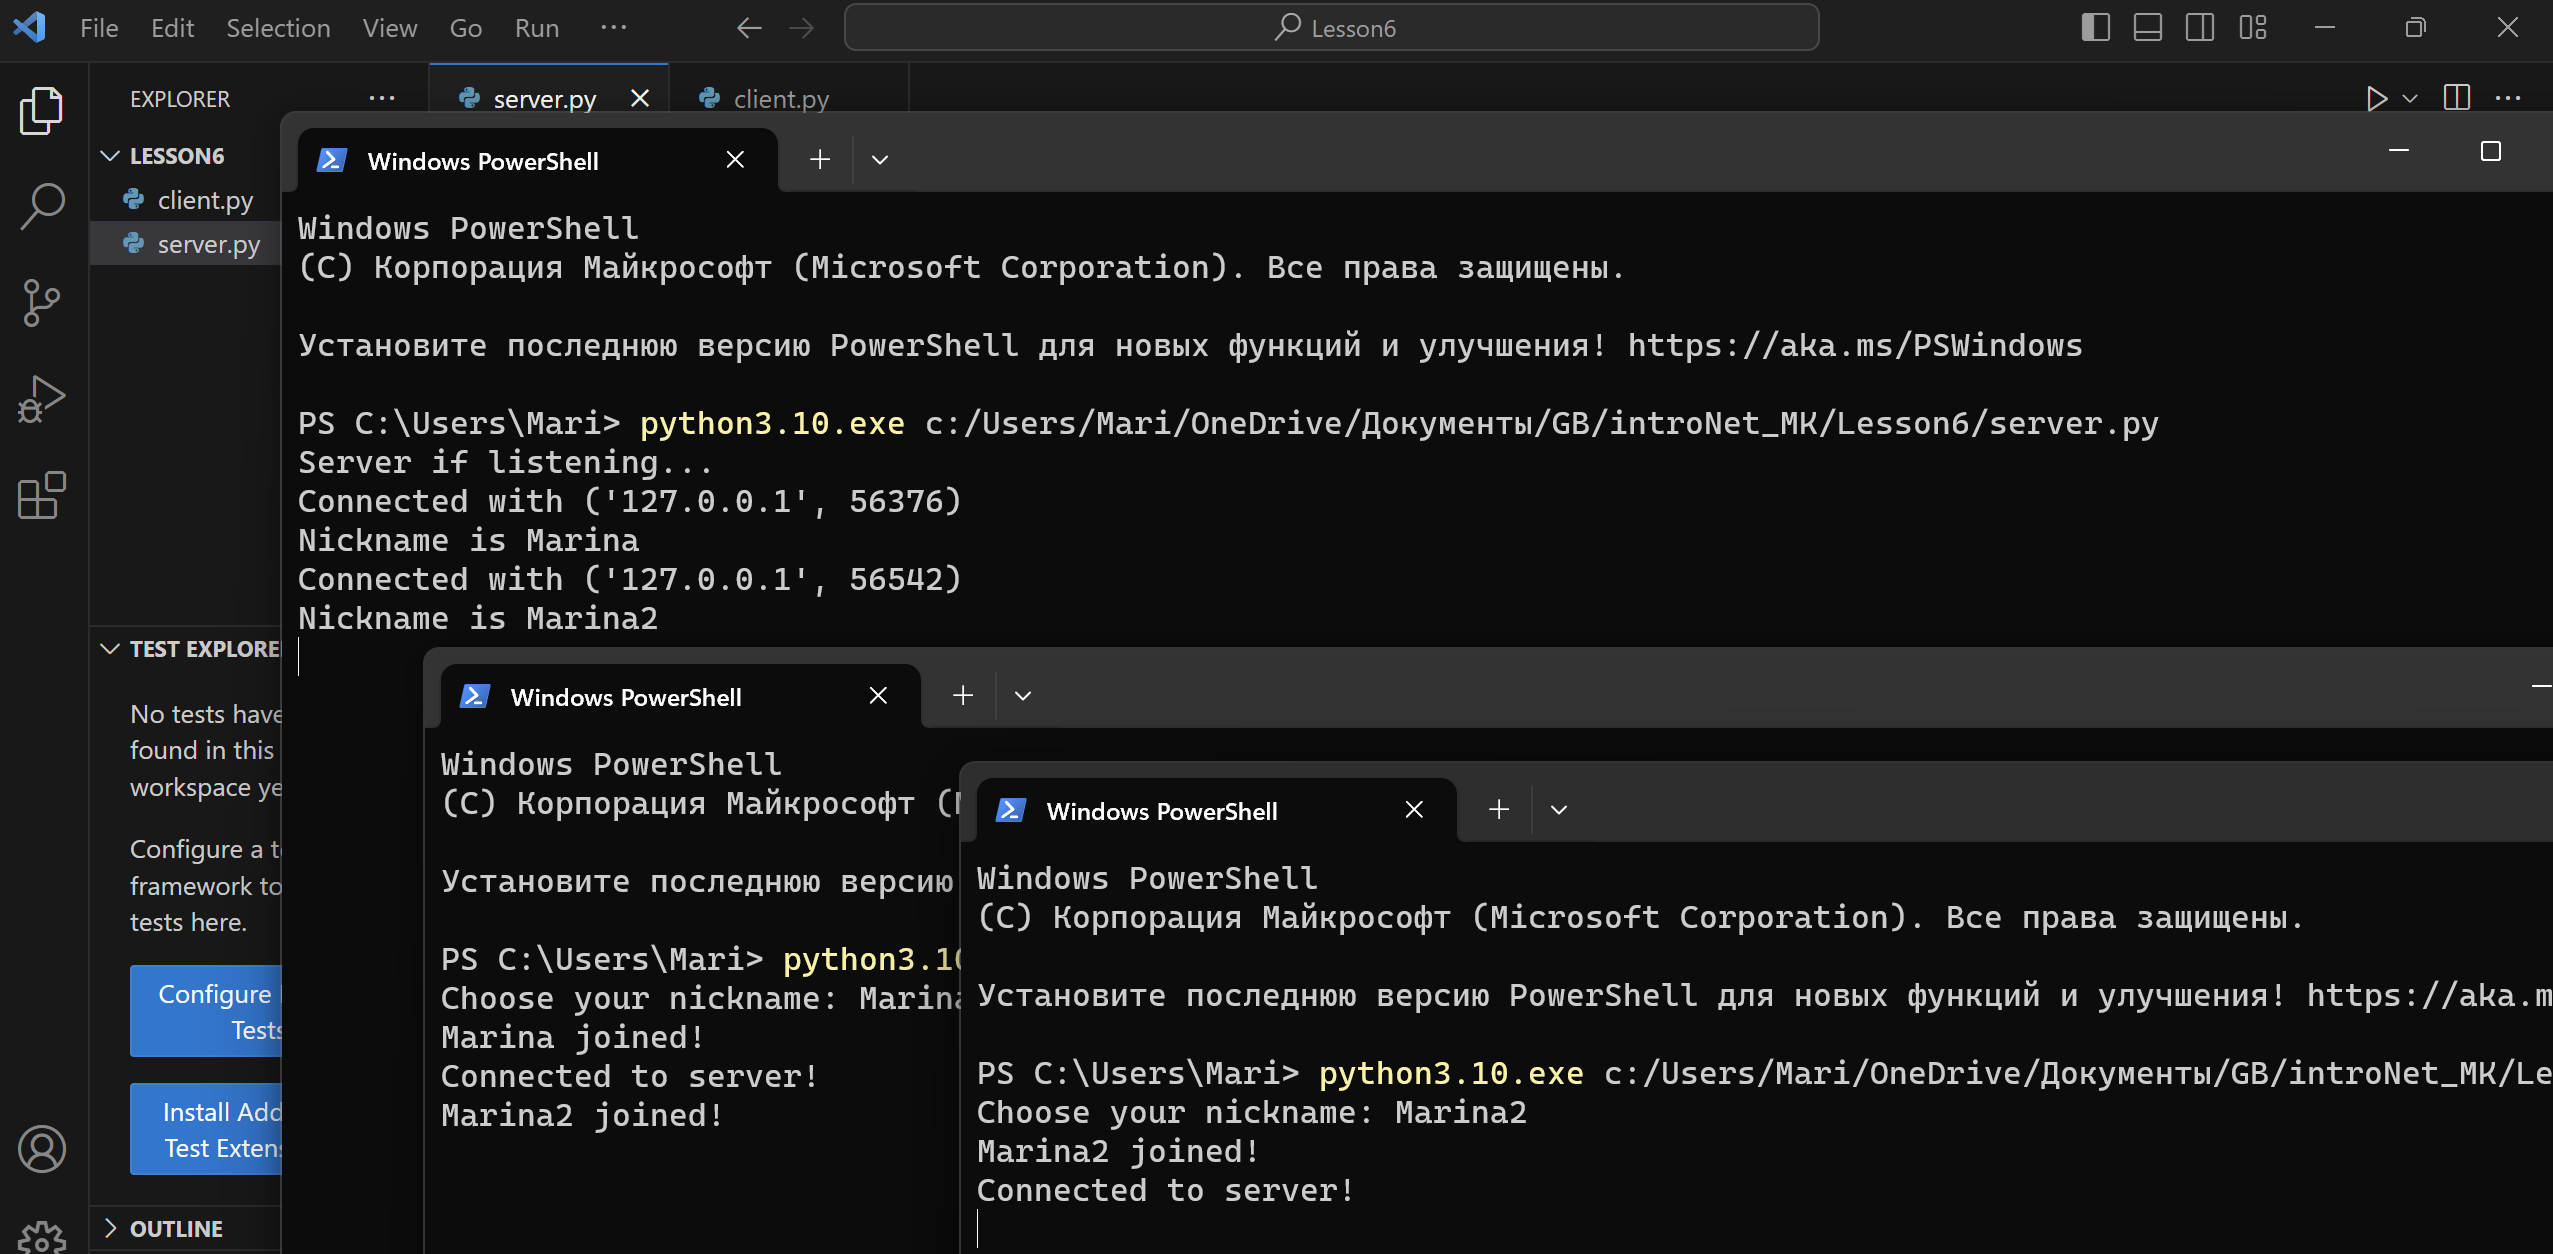 File Edit Selection View Go Run ...
Lesson6
EXPLORER ...
server.py
client.py
LESSON6
client.py
server.py
Windows PowerShell
Windows PowerShell
(C) Корпорация Майкрософт (Microsoft Corporation). Все права защищены.
Установите последнюю версию PowerShell для новых функций и улучшения! https://aka.ms/PSWindows
PS C:\Users\Mari> python3.10.exe c:/Users/Mari/OneDrive/Документы/GB/introNet_MK/Lesson6/server.py
Server if listening...
Connected with ('127.0.0.1', 56376)
Nickname is Marina
Connected with ('127.0.0.1', 56542)
Nickname is Marina2
TEST EXPLORE
No tests have
found in this
workspace ye
Configure a
framework to
tests here.
Configure
Tests
Install Add
Test Exten
OUTLINE
Windows PowerShell
Windows PowerShell
(C) Корпорация Майкрософт (
Установите последнюю версию
PS C:\Users\Mari> python3.10
Choose your nickname: Marina
Marina joined!
Connected to server!
Marina2 joined!
Windows PowerShell
Windows PowerShell
(C) Корпорация Майкрософт (Microsoft Corporation). Все права защищены.
Установите последнюю версию PowerShell для новых функций и улучшения! https://aka.m
PS C:\Users\Mari> python3.10.exe c:/Users/Mari/OneDrive/Документы/GB/introNet_MK/Le
Choose your nickname: Marina2
Marina2 joined!
Connected to server!